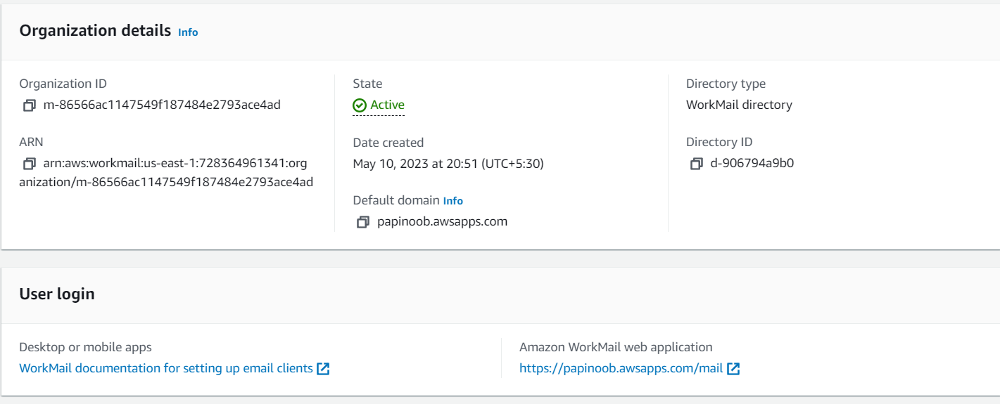 Organization details Info
Organization ID
m-86566ac1147549f187484e2793ace4ad
ARN
arn:aws:workmail:us-east-1:728364961341:org
anization/m-86566ac1147549f187484e2793ace4ad
State
Active
Date created
May 10, 2023 at 20:51 (UTC+5:30)
Default domain Info
papinoob.awsapps.com
Directory type
WorkMail directory
Directory ID
d-906794a9b0
User login
Desktop or mobile apps
WorkMail documentation for setting up email clients
Amazon WorkMail web application
https://papinoob.awsapps.com/mail